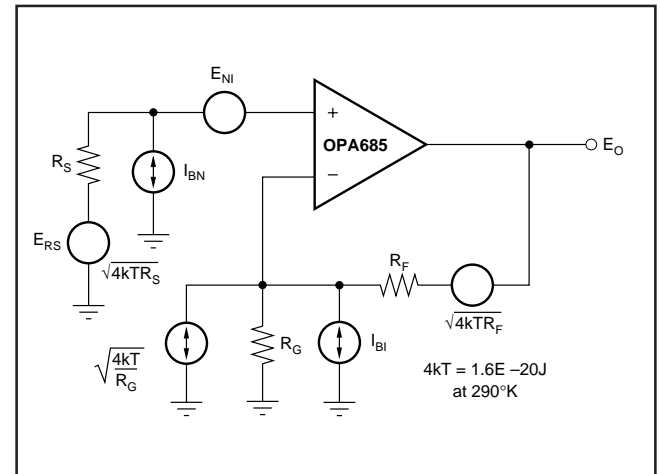 E_NI
+
OPA685
−
E_O
R_S
I_BN
E_RS
√4kTR_S
R_F
√4kTR_F
√4kT/R_G
R_G
I_BI
4kT = 1.6E –20J
at 290°K